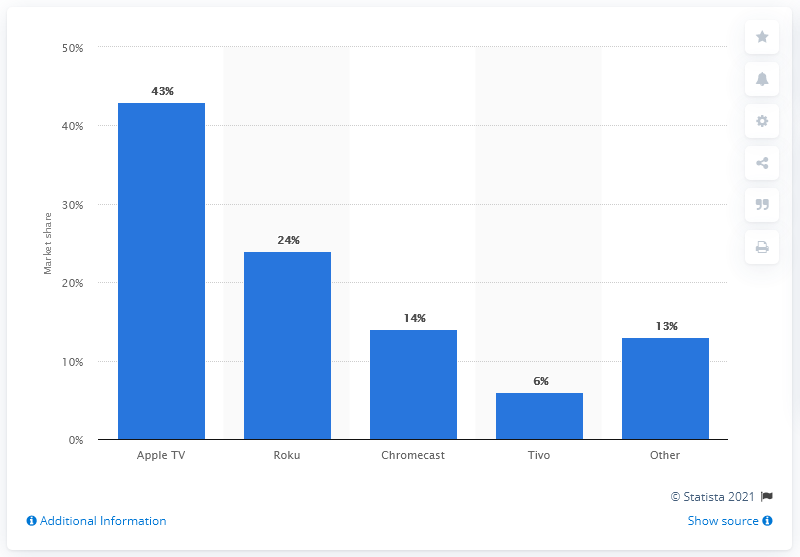 50%
43%
40%
30%
Market share
24%
20%
14%
13%
10%
6%
0%
Apple TV
Roku
Chromecast
Tivo
Other
© Statista 2021
Additional Information
Show source